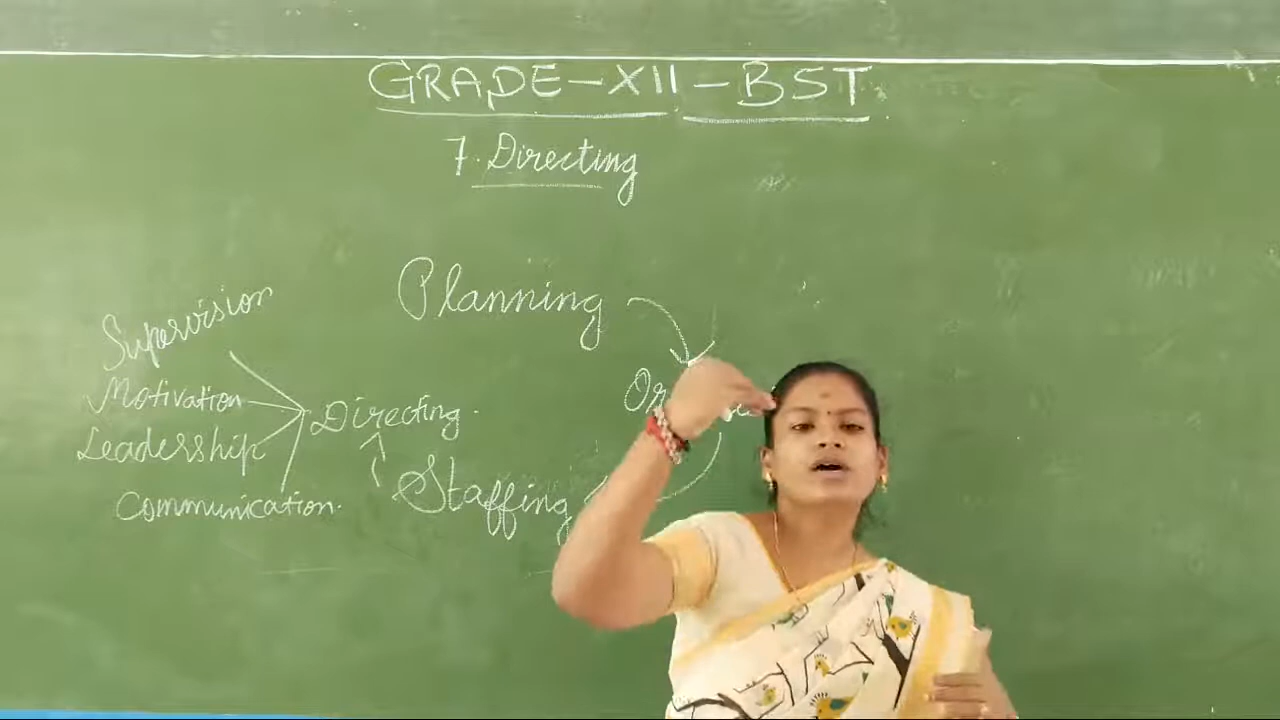 GRADE-XII-BST
7. Directing
Planning
Supervision
Motivation
Directing.
Leadership
Staffing
Communication.